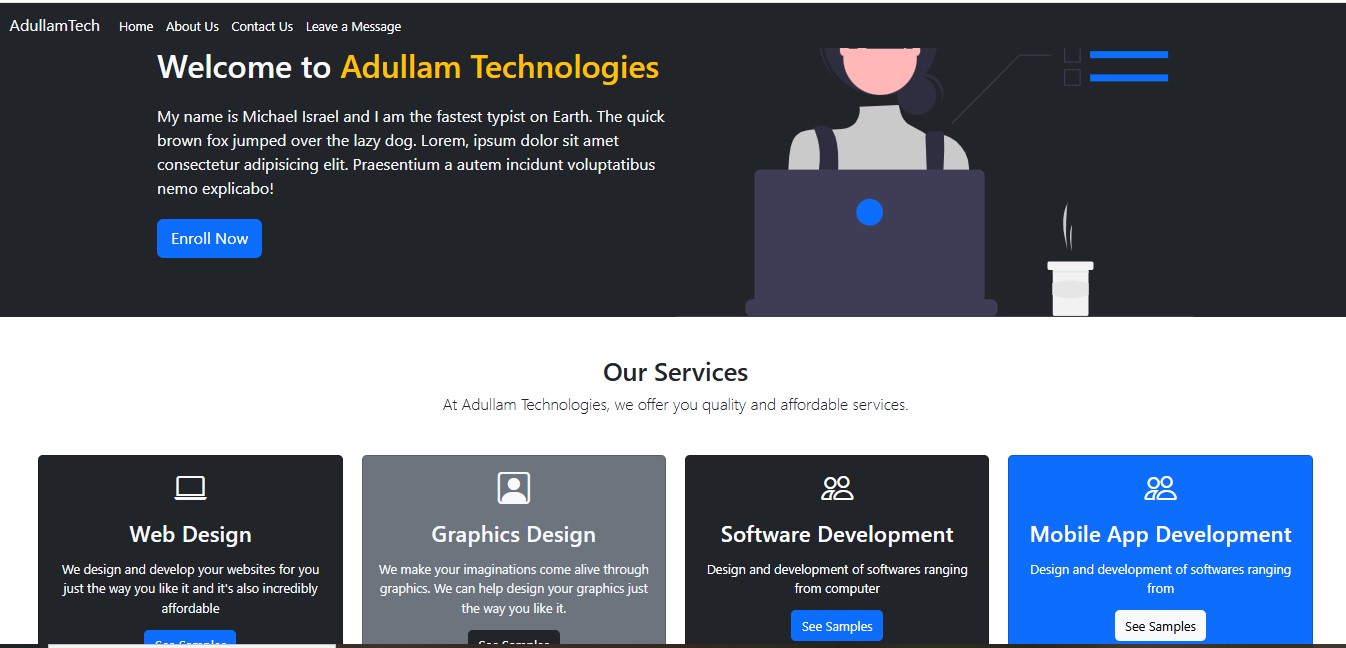 AdullamTech Home About Us Contact Us Leave a Message
Welcome to Adullam Technologies
My name is Michael Israel and I am the fastest typist on Earth. The quick
brown fox jumped over the lazy dog. Lorem, ipsum dolor sit amet
consectetur adipisicing elit. Praesentium a autem incidunt voluptatibus
nemo explicabo!
Enroll Now
Our Services
At Adullam Technologies, we offer you quality and affordable services.
Web Design
We design and develop your websites for you
just the way you like it and it's also incredibly
affordable
See Samples
Graphics Design
We make your imaginations come alive through
graphics. We can help design your graphics just
the way you like it.
See Samples
Software Development
Design and development of softwares ranging
from computer
See Samples
Mobile App Development
Design and development of softwares ranging
from
See Samples